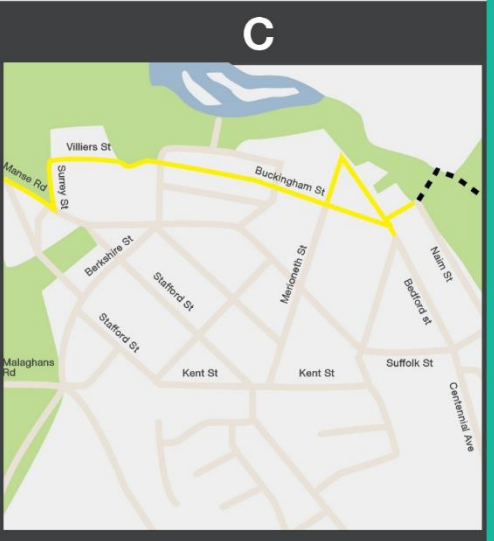 C
Villiers St
Manse Rd
Surrey St
Buckingham St
Berkshire St
Merioneth St
Nairn St
Stafford St
Bedford st
Stafford St
Malaghans
Rd
Kent St
Kent St
Suffolk St
Centennial Ave